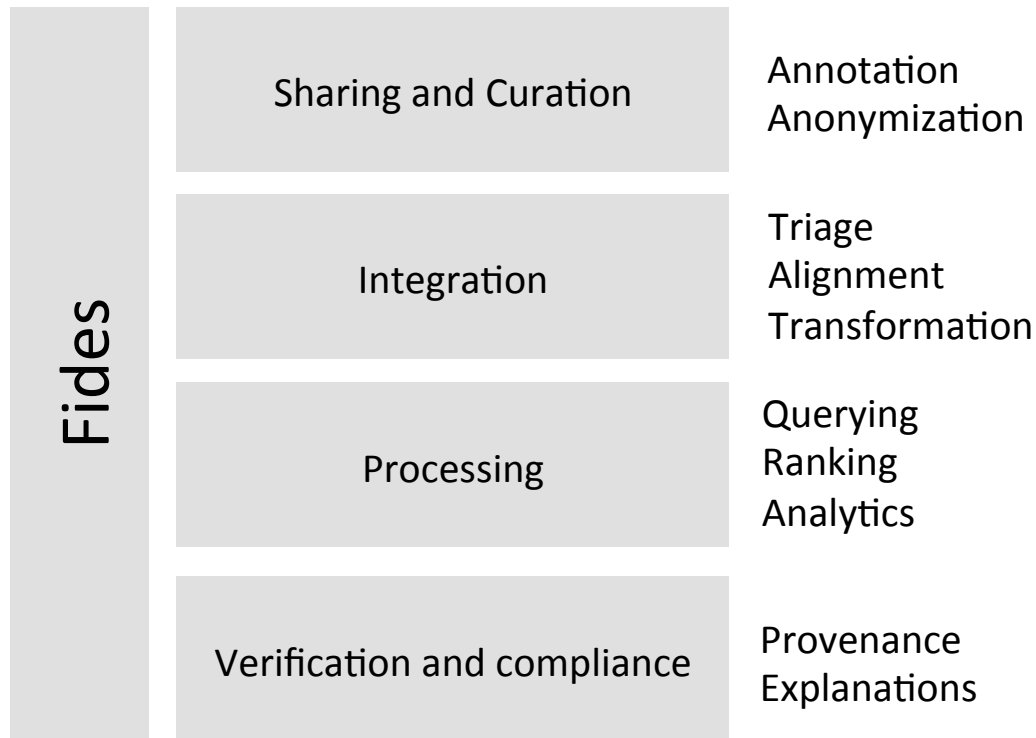 Fides
Sharing and Curation
Annotation
Anonymization
Integration
Triage
Alignment
Transformation
Processing
Querying
Ranking
Analytics
Verification and compliance
Provenance
Explanations